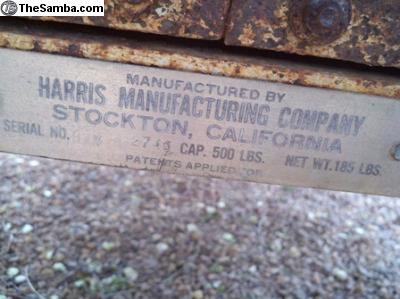 TheSamba.com
MANUFACTURED BY
HARRIS MANUFACTURING COMPANY
STOCKTON, CALIFORNIA
SERIAL NO. CAP. 500 LBS. NET WT. 185 LBS.
PATENTS APPLIED FOR